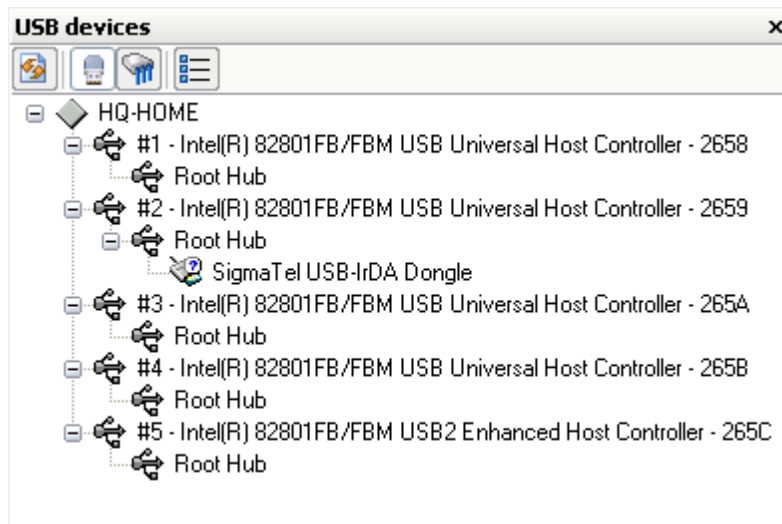 USB devices
HQ-HOME
#1 - Intel(R) 82801FB/FBM USB Universal Host Controller - 2658
Root Hub
#2 - Intel(R) 82801FB/FBM USB Universal Host Controller - 2659
Root Hub
SigmaTel USB-IrDA Dongle
#3 - Intel(R) 82801FB/FBM USB Universal Host Controller - 265A
Root Hub
#4 - Intel(R) 82801FB/FBM USB Universal Host Controller - 265B
Root Hub
#5 - Intel(R) 82801FB/FBM USB2 Enhanced Host Controller - 265C
Root Hub